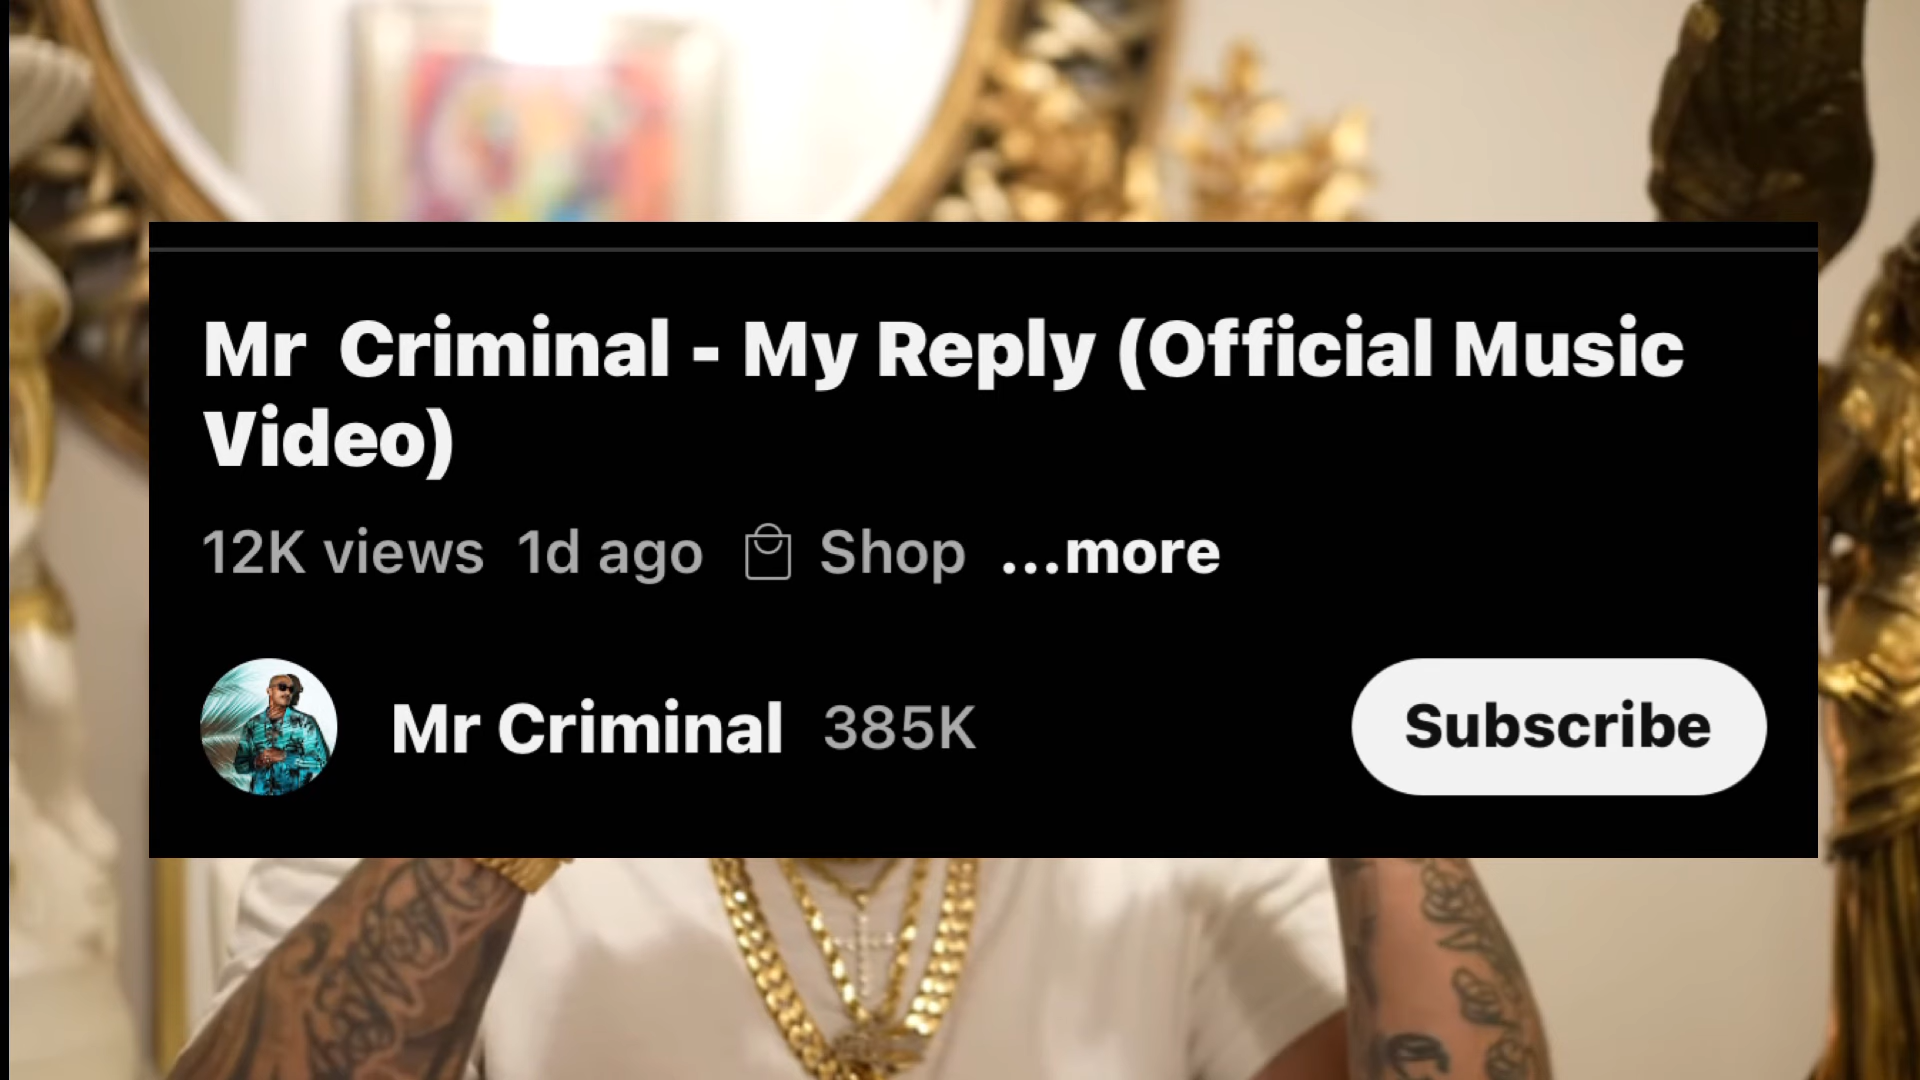 Mr  Criminal - My Reply (Official Music
Video)
12K views 1d ago Shop ...more
Mr Criminal 385K Subscribe